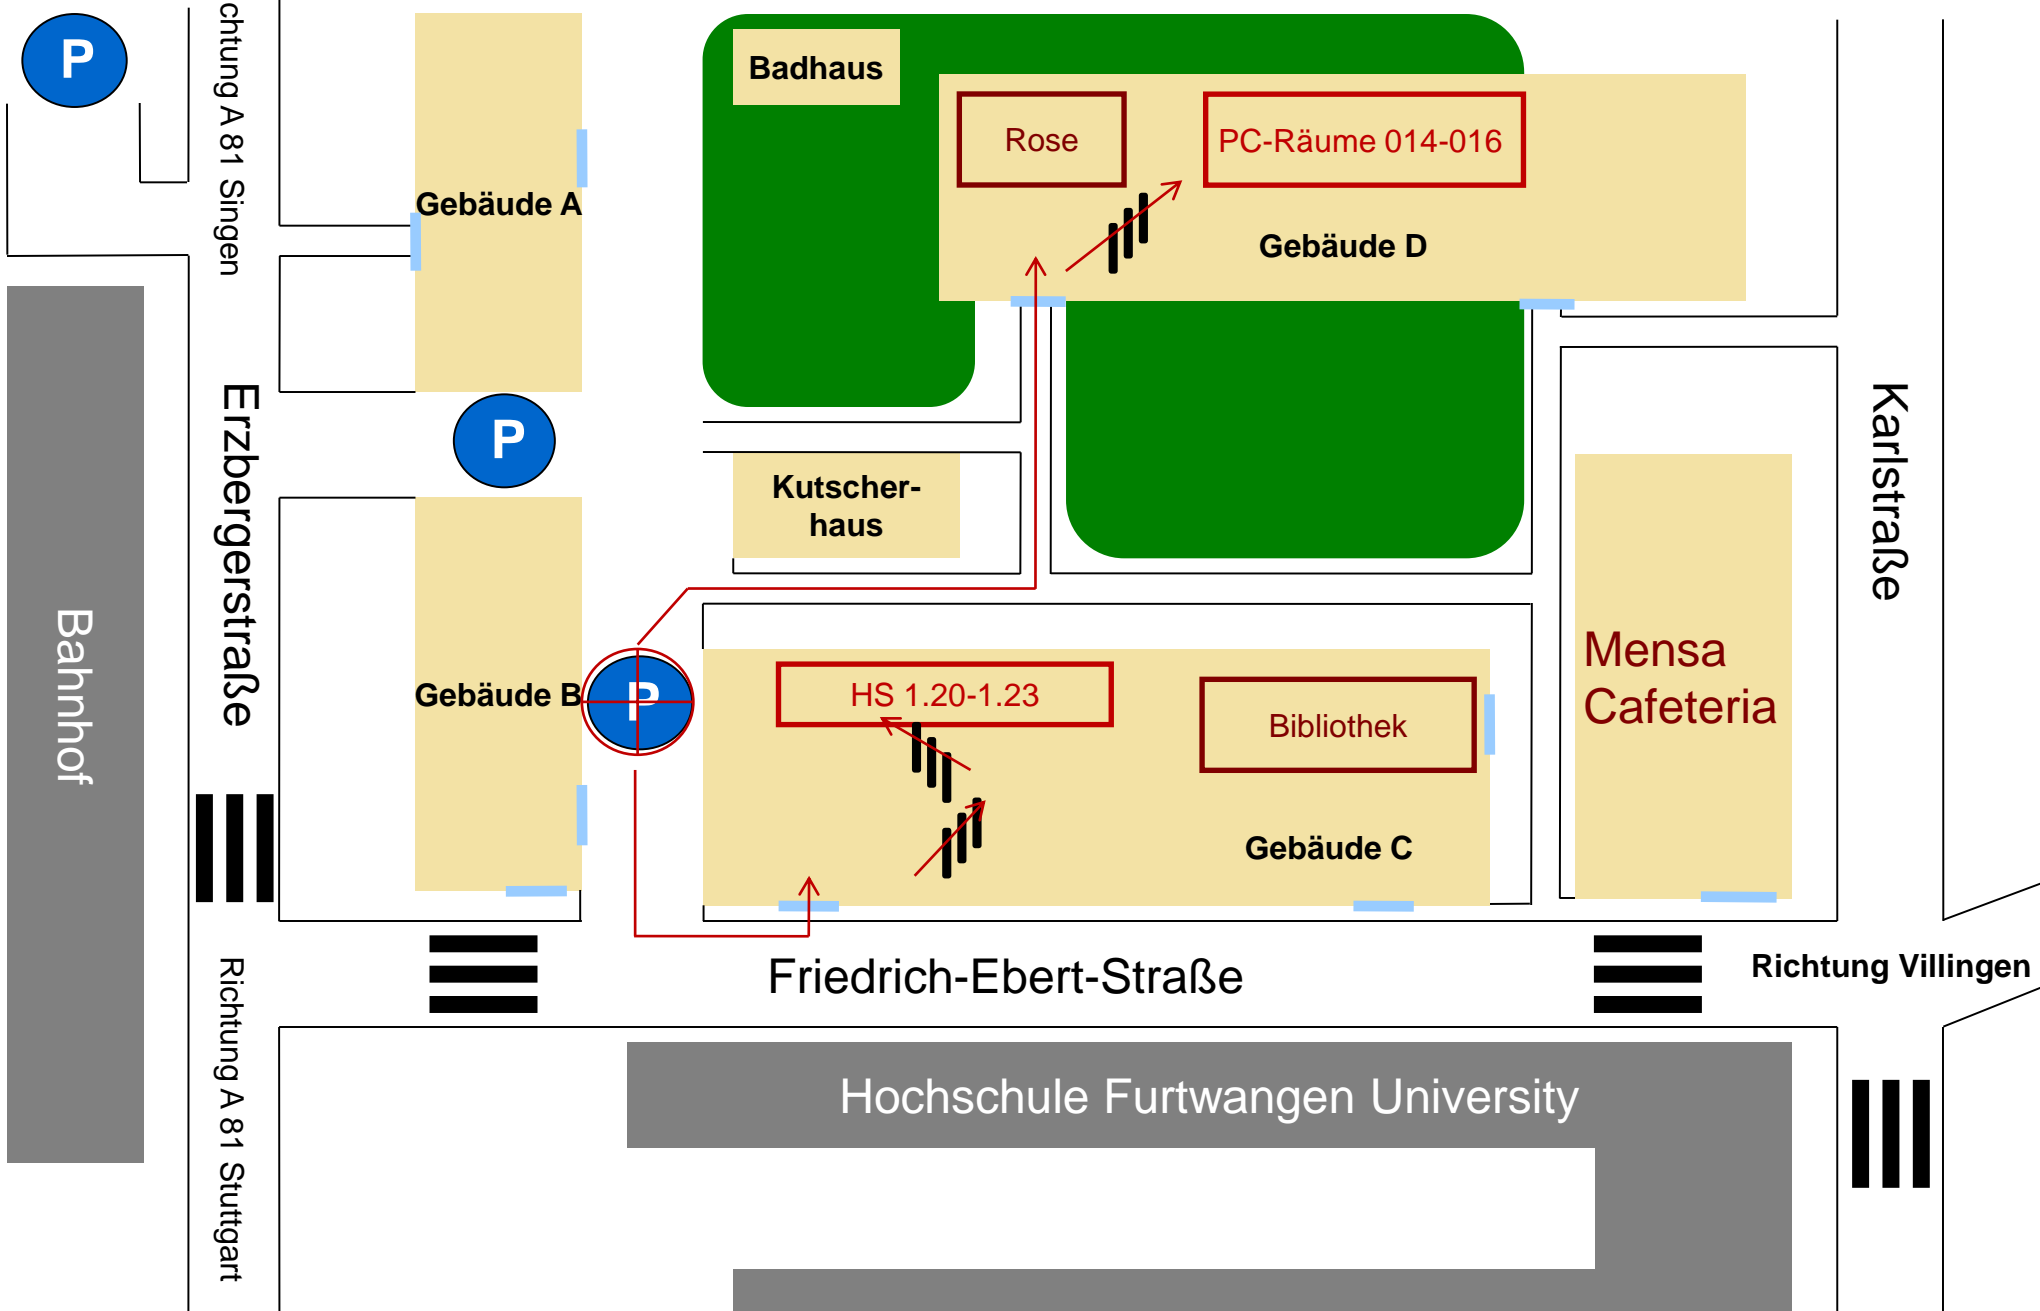 P
chtung A 81 Singen
Badhaus
Rose
PC-Räume 014-016
Gebäude A
Gebäude D
Erzbergerstraße
P
Karlstraße
Kutscher-
haus
Bahnhof
Gebäude B
P
HS 1.20-1.23
Bibliothek
Mensa
Cafeteria
Gebäude C
Friedrich-Ebert-Straße
Richtung Villingen
Richtung A 81 Stuttgart
Hochschule Furtwangen University